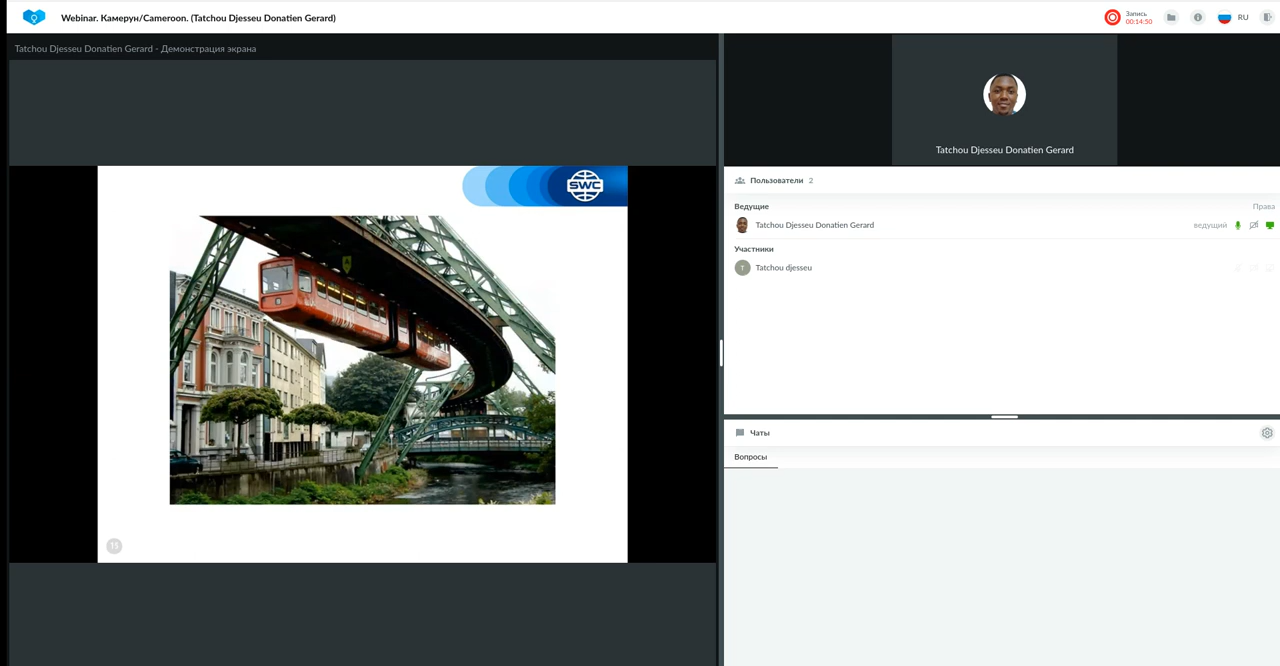 Webinar. Камерун/Cameroon. (Tatchou Djesseu Donatien Gerard)
Запись
00:14:50
RU
Tatchou Djesseu Donatien Gerard - Демонстрация экрана
SWC
11
Tatchou Djesseu Donatien Gerard
Пользователи 2
Ведущие Права
Tatchou Djesseu Donatien Gerard ведущий
Участники
T Tatchou djesseu
Чаты
Вопросы